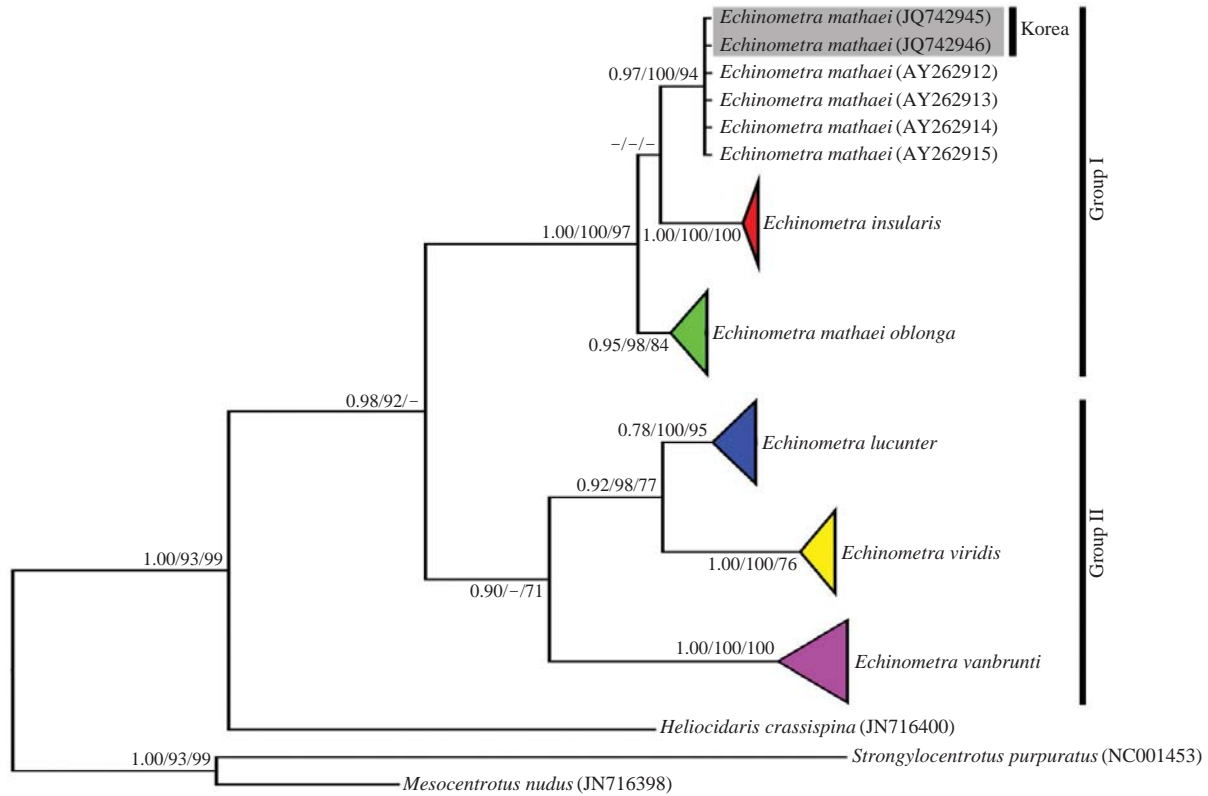 Echinometra mathaei (JQ742945)
Korea
Echinometra mathaei (JQ742946)
0.97/100/94
Echinometra mathaei (AY262912)
Echinometra mathaei (AY262913)
Echinometra mathaei (AY262914)
−/−/−
Echinometra mathaei (AY262915)
Group I
1.00/100/97
1.00/100/100
Echinometra insularis
0.95/98/84
Echinometra mathaei oblonga
0.98/92/−
0.78/100/95
Echinometra lucunter
0.92/98/77
Group II
1.00/100/76
Echinometra viridis
1.00/93/99
0.90/−/71
1.00/100/100
Echinometra vanbrunti
Heliocidaris crassispina (JN716400)
1.00/93/99
Strongylocentrotus purpuratus (NC001453)
Mesocentrotus nudus (JN716398)